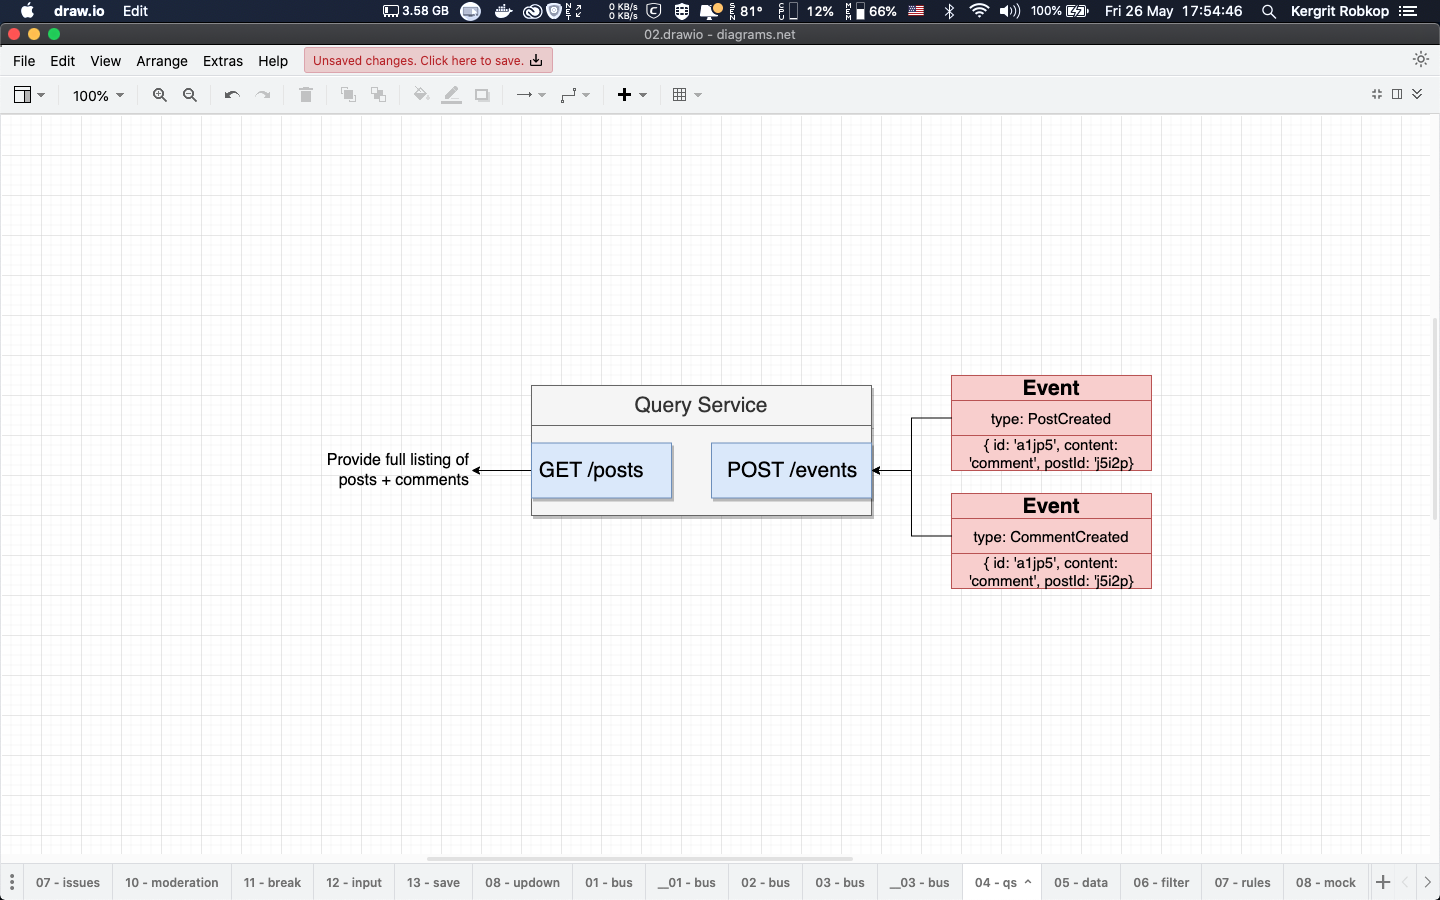 draw.io Edit 3.58 GB 0 KB/s 0 KB/s 81° 12% 66% 100% Fri 26 May 17:54:46 Kergrit Robkop
02.drawio - diagrams.net
File Edit View Arrange Extras Help Unsaved changes. Click here to save.
100%
Event
type: PostCreated
{ id: 'a1jp5', content:
'comment', postId: 'j5i2p}
Query Service
GET /posts
POST /events
Provide full listing of
posts + comments
Event
type: CommentCreated
{ id: 'a1jp5', content:
'comment', postId: 'j5i2p}
07 - issues 10 - moderation 11 - break 12 - input 13 - save 08 - updown 01 - bus __01 - bus 02 - bus 03 - bus __03 - bus 04 - qs 05 - data 06 - filter 07 - rules 08 - mock